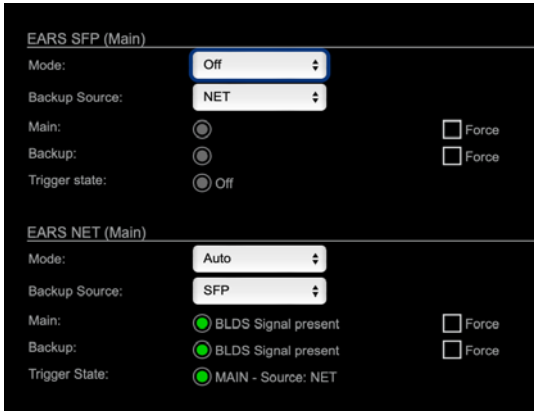 EARS SFP (Main)
Mode: Off
Backup Source: NET
Main: Force
Backup: Force
Trigger state: Off
EARS NET (Main)
Mode: Auto
Backup Source: SFP
Main: BLDS Signal present Force
Backup: BLDS Signal present Force
Trigger State: MAIN - Source: NET